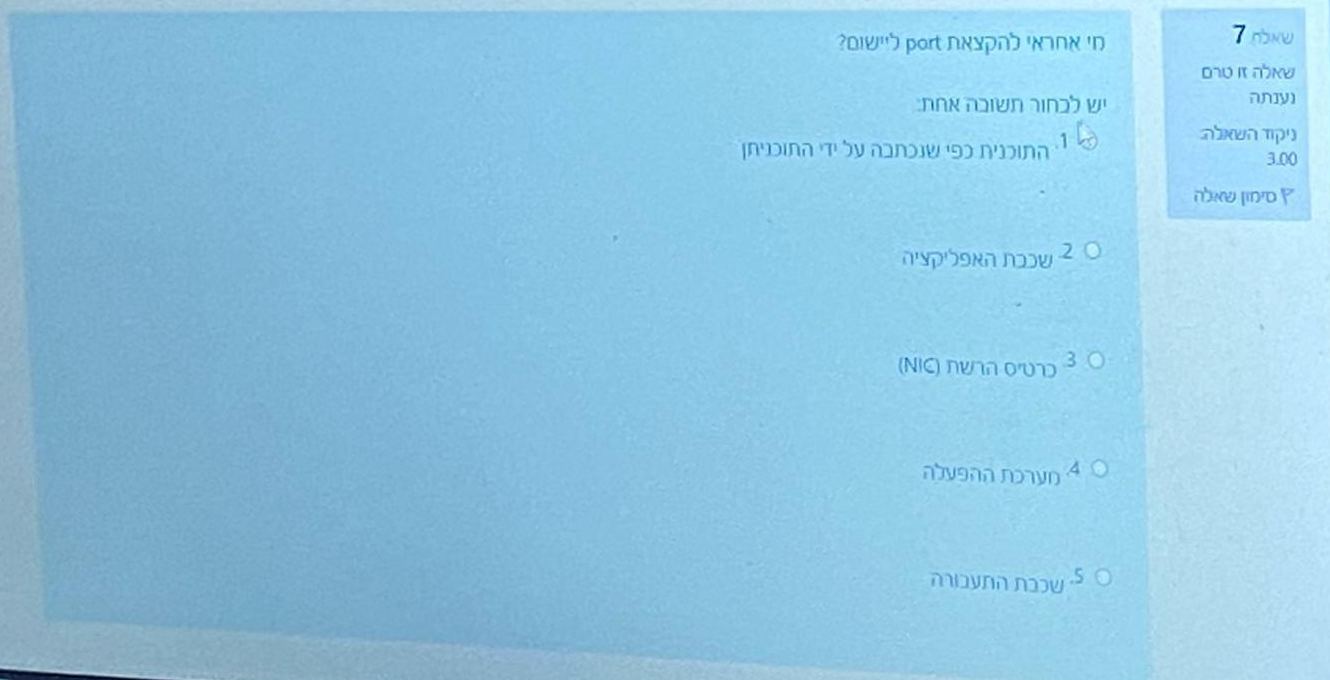 שאלה 7
שאלה זו טרם
נענתה
ניקוד השאלה:
3.00
סימון שאלה
מי אחראי להקצאת port ליישום?
יש לבחור תשובה אחת:
1. התוכנית כפי שנכתבה על ידי התוכניתן
2. שכבת האפליקציה
3. כרטיס הרשת (NIC)
4. מערכת ההפעלה
5. שכבת התעבורה